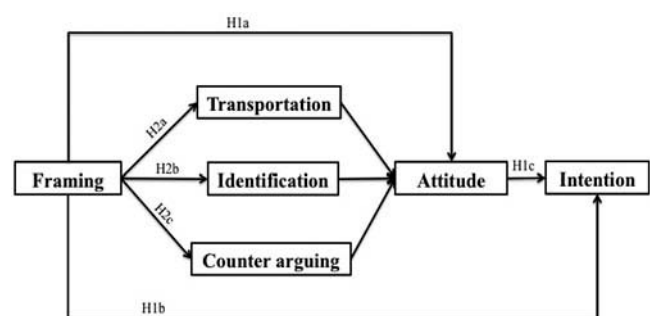 H1a
Transportation
H2a
H2b
H1c
Framing
Identification
Attitude
Intention
H2c
Counter arguing
H1b